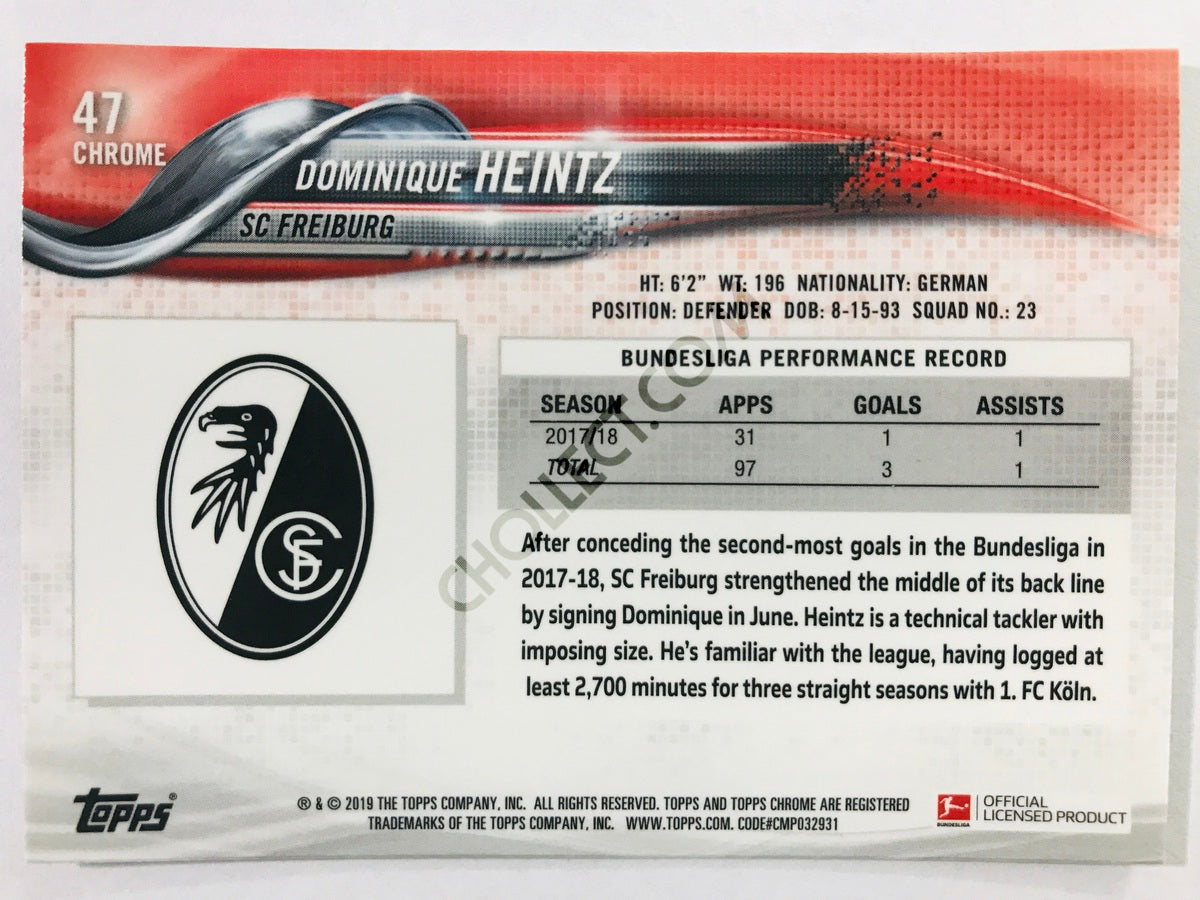 47
CHROME
DOMINIQUE HEINTZ
SC FREIBURG
HT: 6'2" WT: 196 NATIONALITY: GERMAN
POSITION: DEFENDER DOB: 8-15-93 SQUAD NO.: 23
BUNDESLIGA PERFORMANCE RECORD
SEASON APPS GOALS ASSISTS
2017/18 31 1 1
TOTAL 97 3 1
After conceding the second-most goals in the Bundesliga in
2017-18, SC Freiburg strengthened the middle of its back line
by signing Dominique in June. Heintz is a technical tackler with
imposing size. He's familiar with the league, having logged at
least 2,700 minutes for three straight seasons with 1. FC Köln.
SFC
CHOLLECT.COM
Topps®
® & © 2019 THE TOPPS COMPANY, INC. ALL RIGHTS RESERVED. TOPPS AND TOPPS CHROME ARE REGISTERED
TRADEMARKS OF THE TOPPS COMPANY, INC. WWW.TOPPS.COM. CODE#CMP032931
BUNDESLIGA
OFFICIAL
LICENSED PRODUCT